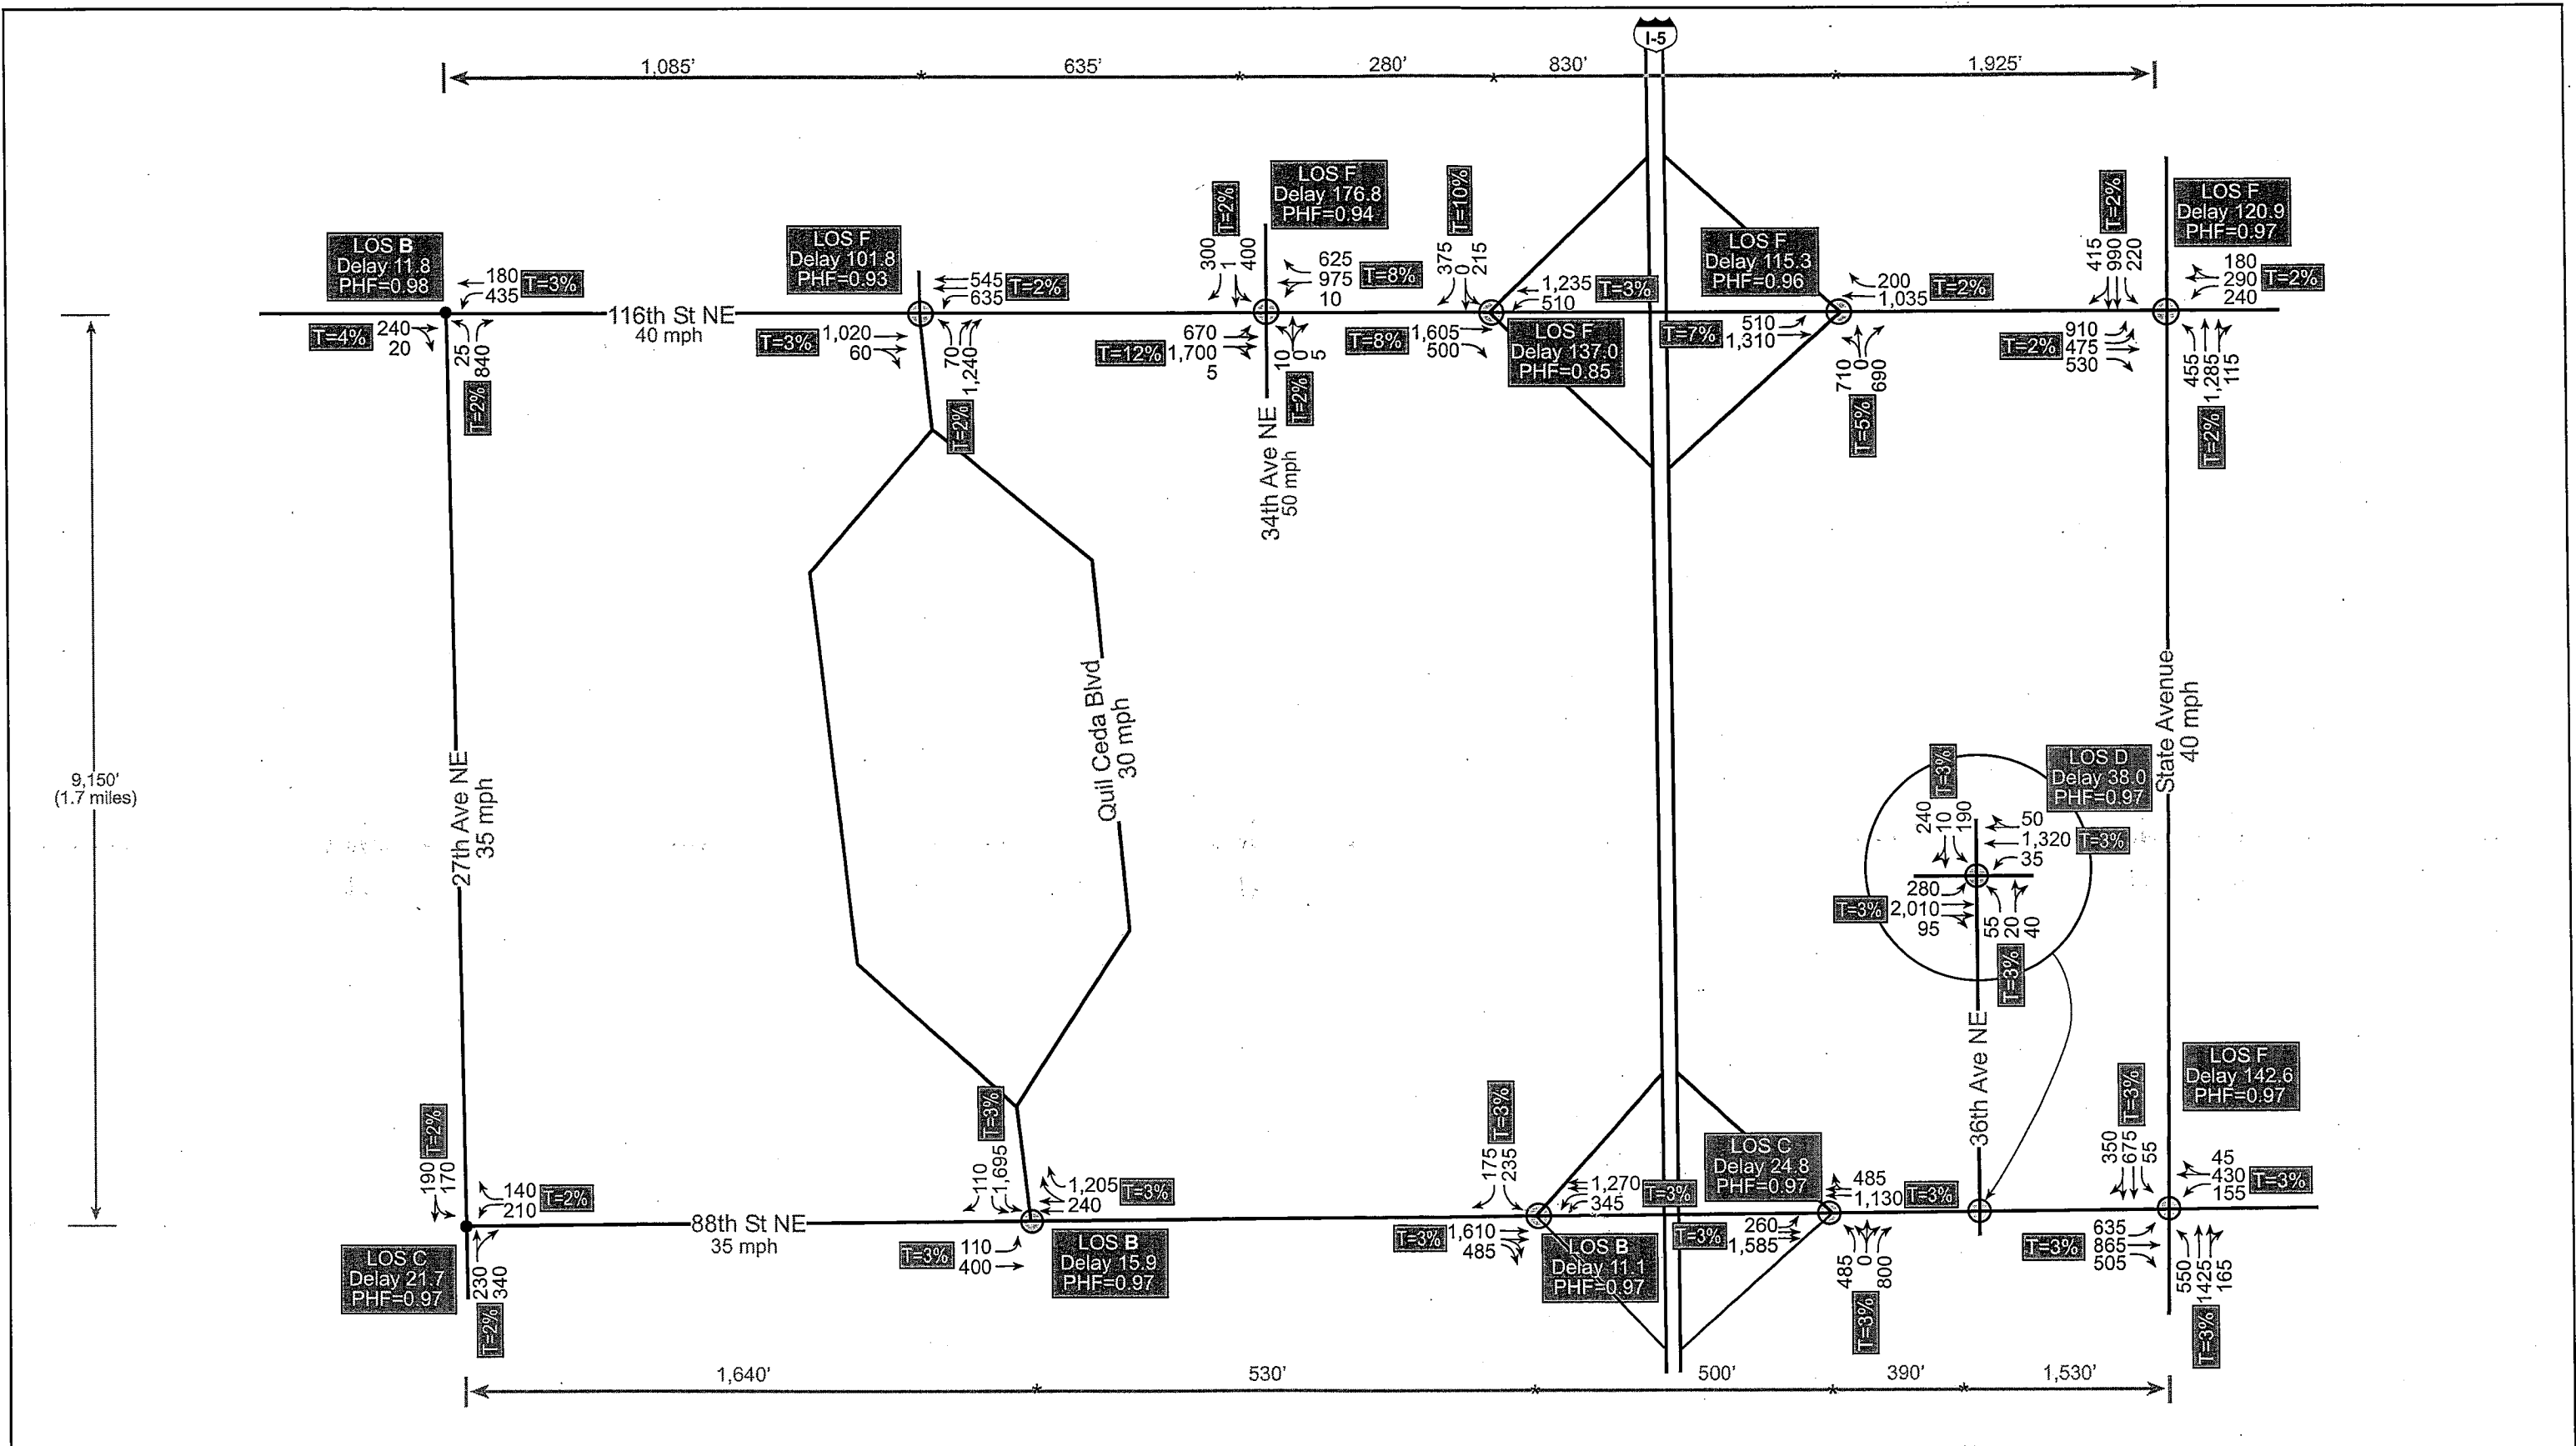 I-5
1,085'
635'
280'
830'
1,925'
LOS B
Delay 11.8
PHF=0.98
180
435
T=3%
T=4%
240
20
25
840
T=2%
116th St NE
40 mph
LOS F
Delay 101.8
PHF=0.93
545
635
T=2%
T=3%
1,020
60
70
1,240
T=2%
T=2%
300
1
400
LOS F
Delay 176.8
PHF=0.94
625
975
10
T=8%
T=12%
670
1,700
5
10
0
5
T=2%
34th Ave NE
50 mph
T=10%
375
0
215
1,235
510
T=3%
T=8%
1,605
500
LOS F
Delay 137.0
PHF=0.85
LOS F
Delay 115.3
PHF=0.96
200
1,035
T=2%
T=7%
510
1,310
710
0
690
T=5%
T=2%
415
990
220
LOS F
Delay 120.9
PHF=0.97
180
290
240
T=2%
T=2%
910
475
530
455
1,285
115
T=2%
9,150'
(1.7 miles)
27th Ave NE
35 mph
Quil Ceda Blvd
30 mph
State Avenue
40 mph
T=3%
240
10
190
LOS D
Delay 38.0
PHF=0.97
50
1,320
35
T=3%
T=3%
280
2,010
95
55
20
40
T=3%
36th Ave NE
T=2%
190
170
140
210
T=2%
LOS C
Delay 21.7
PHF=0.97
230
340
T=2%
88th St NE
35 mph
T=3%
110
1,695
1,205
240
T=3%
T=3%
110
400
LOS B
Delay 15.9
PHF=0.97
T=3%
175
235
1,270
345
T=3%
T=3%
1,610
485
LOS B
Delay 11.1
PHF=0.97
LOS C
Delay 24.8
PHF=0.97
485
1,130
T=3%
T=3%
260
1,585
485
0
800
T=3%
T=3%
350
675
55
LOS F
Delay 142.6
PHF=0.97
45
430
155
T=3%
T=3%
635
865
505
550
1425
165
T=3%
1,640'
530'
500'
390'
1,530'